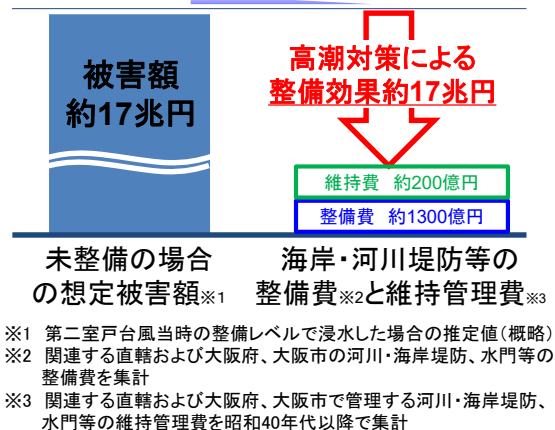 被害額
約17兆円
高潮対策による
整備効果約17兆円
維持費 約200億円
整備費 約1300億円
未整備の場合
の想定被害額※1
海岸・河川堤防等の
整備費※2と維持管理費※3
※1 第二室戸台風当時の整備レベルで浸水した場合の推定値(概略)
※2 関連する直轄および大阪府、大阪市の河川・海岸堤防、水門等の
整備費を集計
※3 関連する直轄および大阪府、大阪市で管理する河川・海岸堤防、
水門等の維持管理費を昭和40年代以降で集計